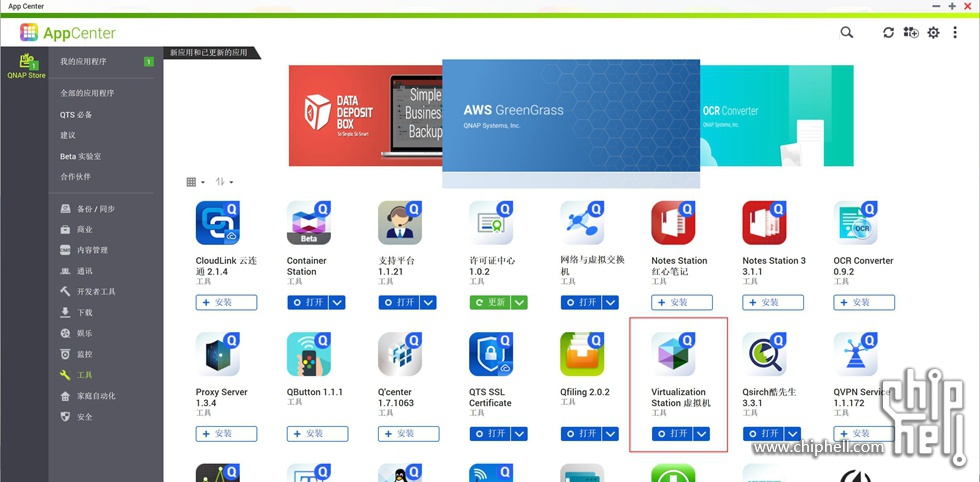 App Center
AppCenter
1
QNAP Store
我的应用程序
1
全部的应用程序
QTS 必备
建议
Beta 实验室
合作伙伴
备份 / 同步
商业
内容管理
通讯
开发者工具
下载
娱乐
监控
工具
家庭自动化
安全
新应用和已更新的应用
DATA
DEPOSIT
BOX
So Simple, So Smart
Simple
Business
Backup
AWS GreenGrass
QNAP Systems, Inc.
OCR Converter
QNAP Systems, Inc.
CloudLink 云连
通 2.1.4
工具
+ 安装
Beta
Container
Station
工具
打开
支持平台
1.1.21
工具
打开
许可证中心
1.0.2
工具
更新
网络与虚拟交换
机
工具
打开
Notes Station
红心笔记
工具
+ 安装
Notes Station 3
3.1.1
工具
+ 安装
OCR
OCR Converter
0.9.2
工具
+ 安装
Proxy Server
1.3.4
工具
+ 安装
QButton 1.1.1
工具
+ 安装
Q'center
1.7.1063
工具
+ 安装
QTS SSL
Certificate
工具
打开
Qfiling 2.0.2
工具
打开
Virtualization
Station 虚拟机
工具
打开
Qsirch酷先生
3.3.1
工具
打开
QVPN Service
1.1.172
工具
+ 安装
chip
hell
www.chiphell.com